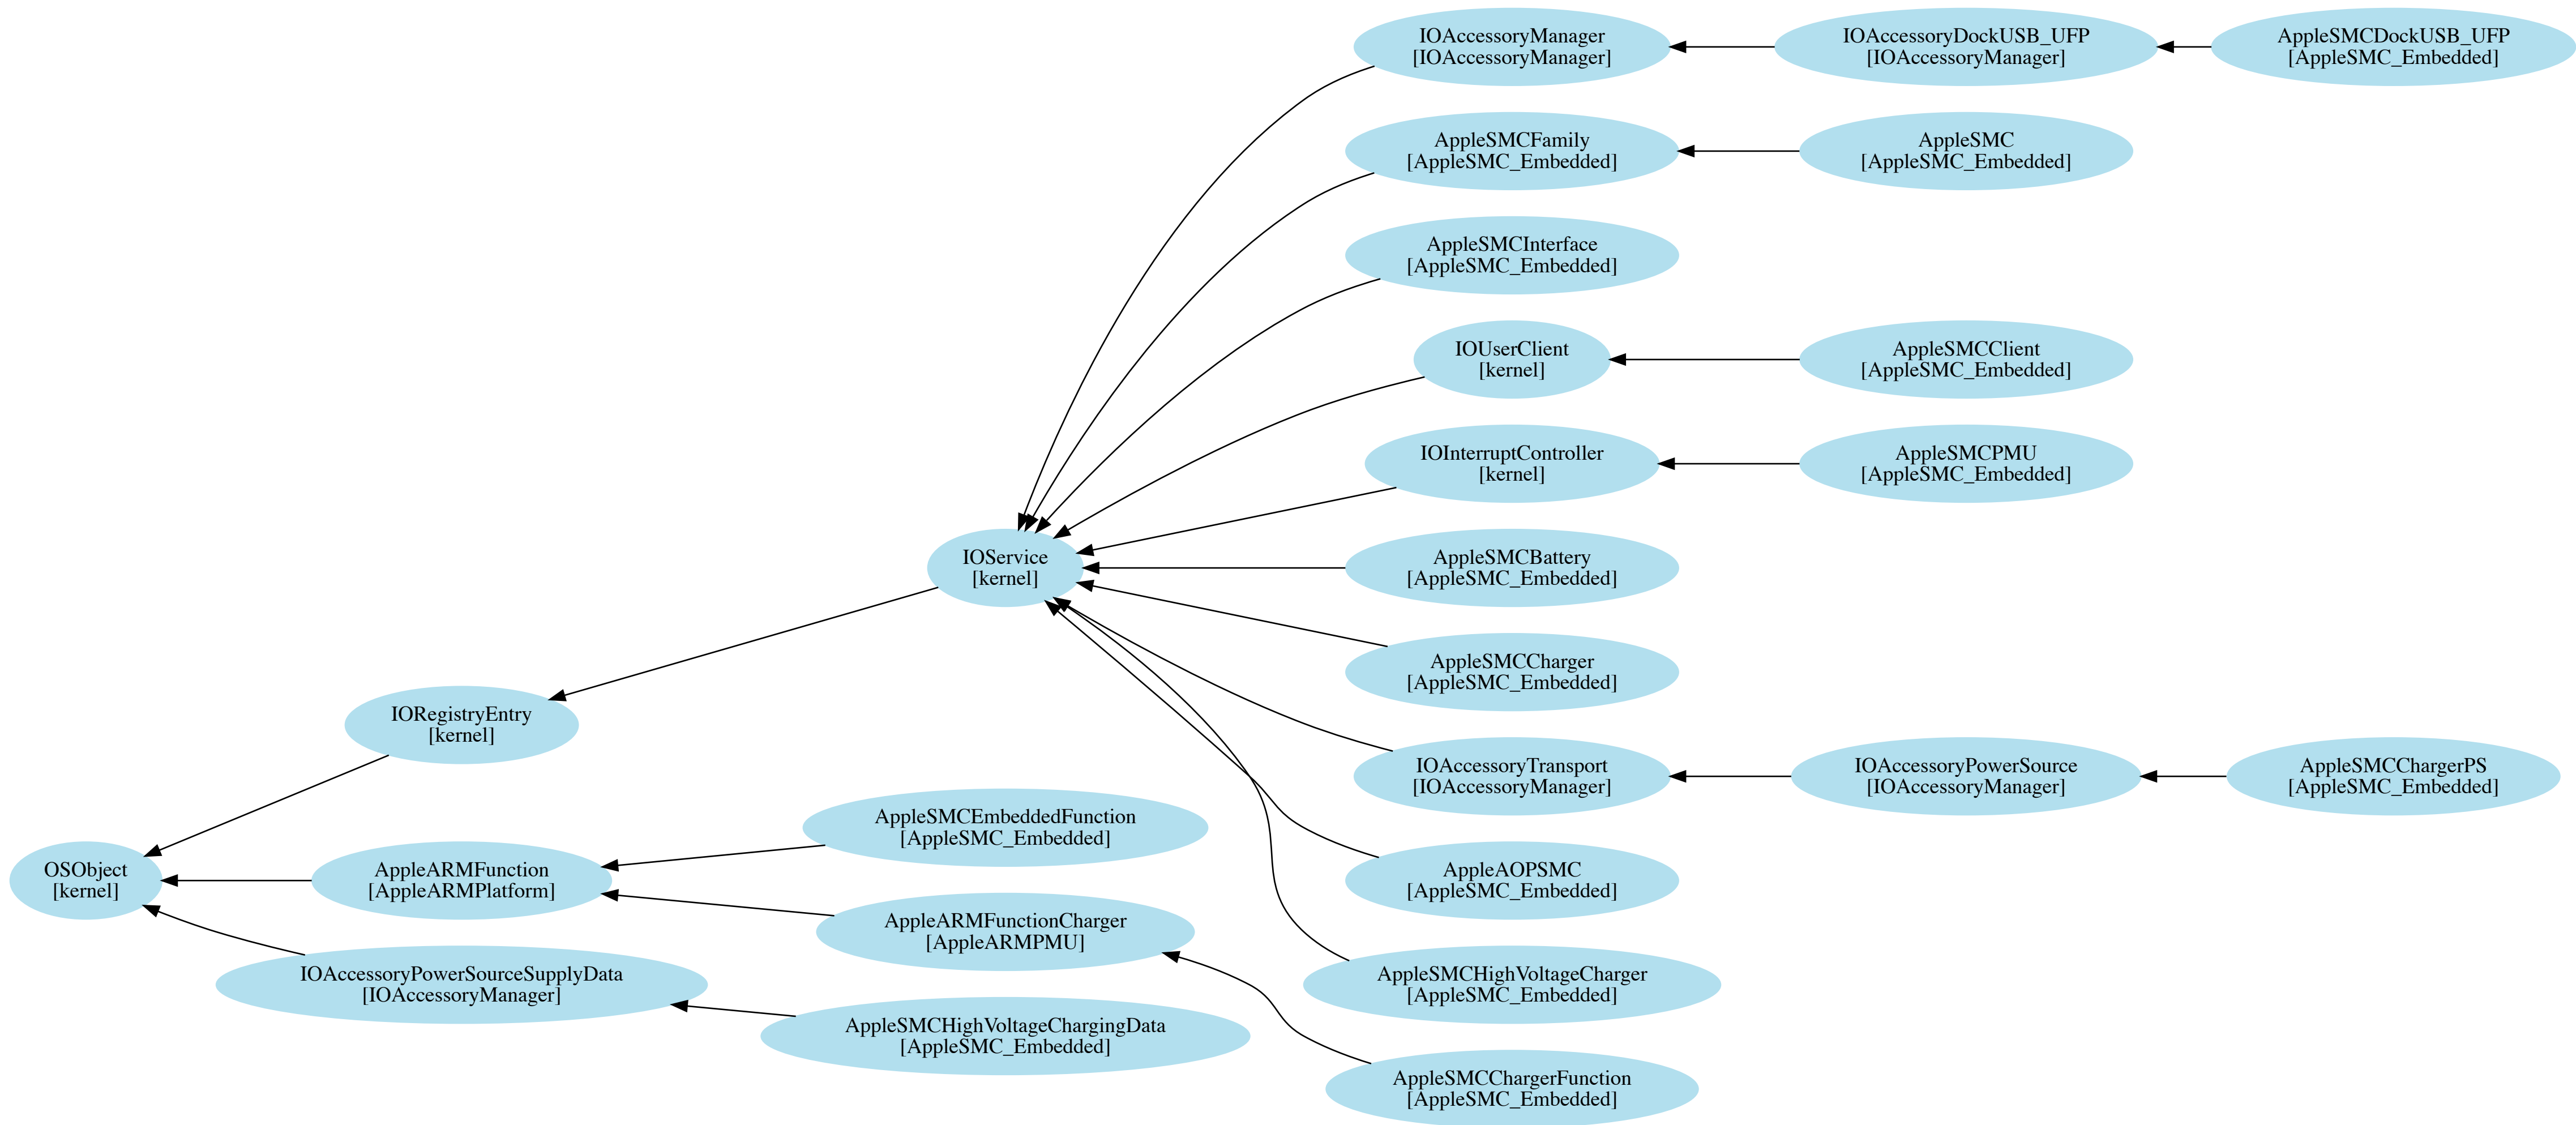 IOAccessoryManager
[IOAccessoryManager]
IOAccessoryDockUSB_UFP
[IOAccessoryManager]
AppleSMCDockUSB_UFP
[AppleSMC_Embedded]
AppleSMCFamily
[AppleSMC_Embedded]
AppleSMC
[AppleSMC_Embedded]
AppleSMCInterface
[AppleSMC_Embedded]
IOUserClient
[kernel]
AppleSMCClient
[AppleSMC_Embedded]
IOInterruptController
[kernel]
AppleSMCPMU
[AppleSMC_Embedded]
IOService
[kernel]
AppleSMCBattery
[AppleSMC_Embedded]
AppleSMCCharger
[AppleSMC_Embedded]
IORegistryEntry
[kernel]
IOAccessoryTransport
[IOAccessoryManager]
IOAccessoryPowerSource
[IOAccessoryManager]
AppleSMCChargerPS
[AppleSMC_Embedded]
AppleSMCEmbeddedFunction
[AppleSMC_Embedded]
OSObject
[kernel]
AppleARMFunction
[AppleARMPlatform]
AppleAOPSMC
[AppleSMC_Embedded]
AppleARMFunctionCharger
[AppleARMPMU]
IOAccessoryPowerSourceSupplyData
[IOAccessoryManager]
AppleSMCHighVoltageCharger
[AppleSMC_Embedded]
AppleSMCHighVoltageChargingData
[AppleSMC_Embedded]
AppleSMCChargerFunction
[AppleSMC_Embedded]